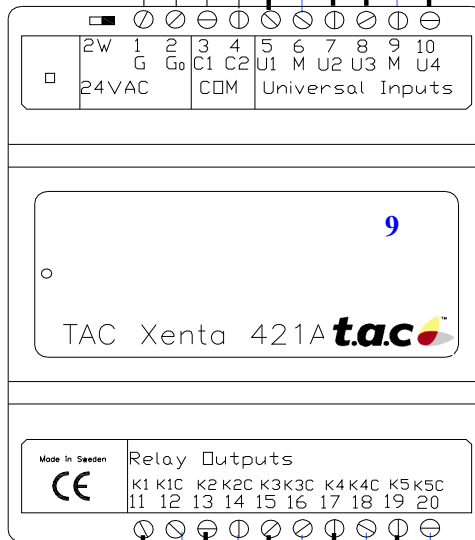 2W 1 2 3 4 5 6 7 8 9 10
G G₀ C1 C2 U1 M U2 U3 M U4
24VAC COM Universal Inputs
9
TAC Xenta 421A t.a.c ™
Made in Sweden Relay Outputs
CE K1 K1C K2 K2C K3 K3C K4 K4C K5 K5C
11 12 13 14 15 16 17 18 19 20